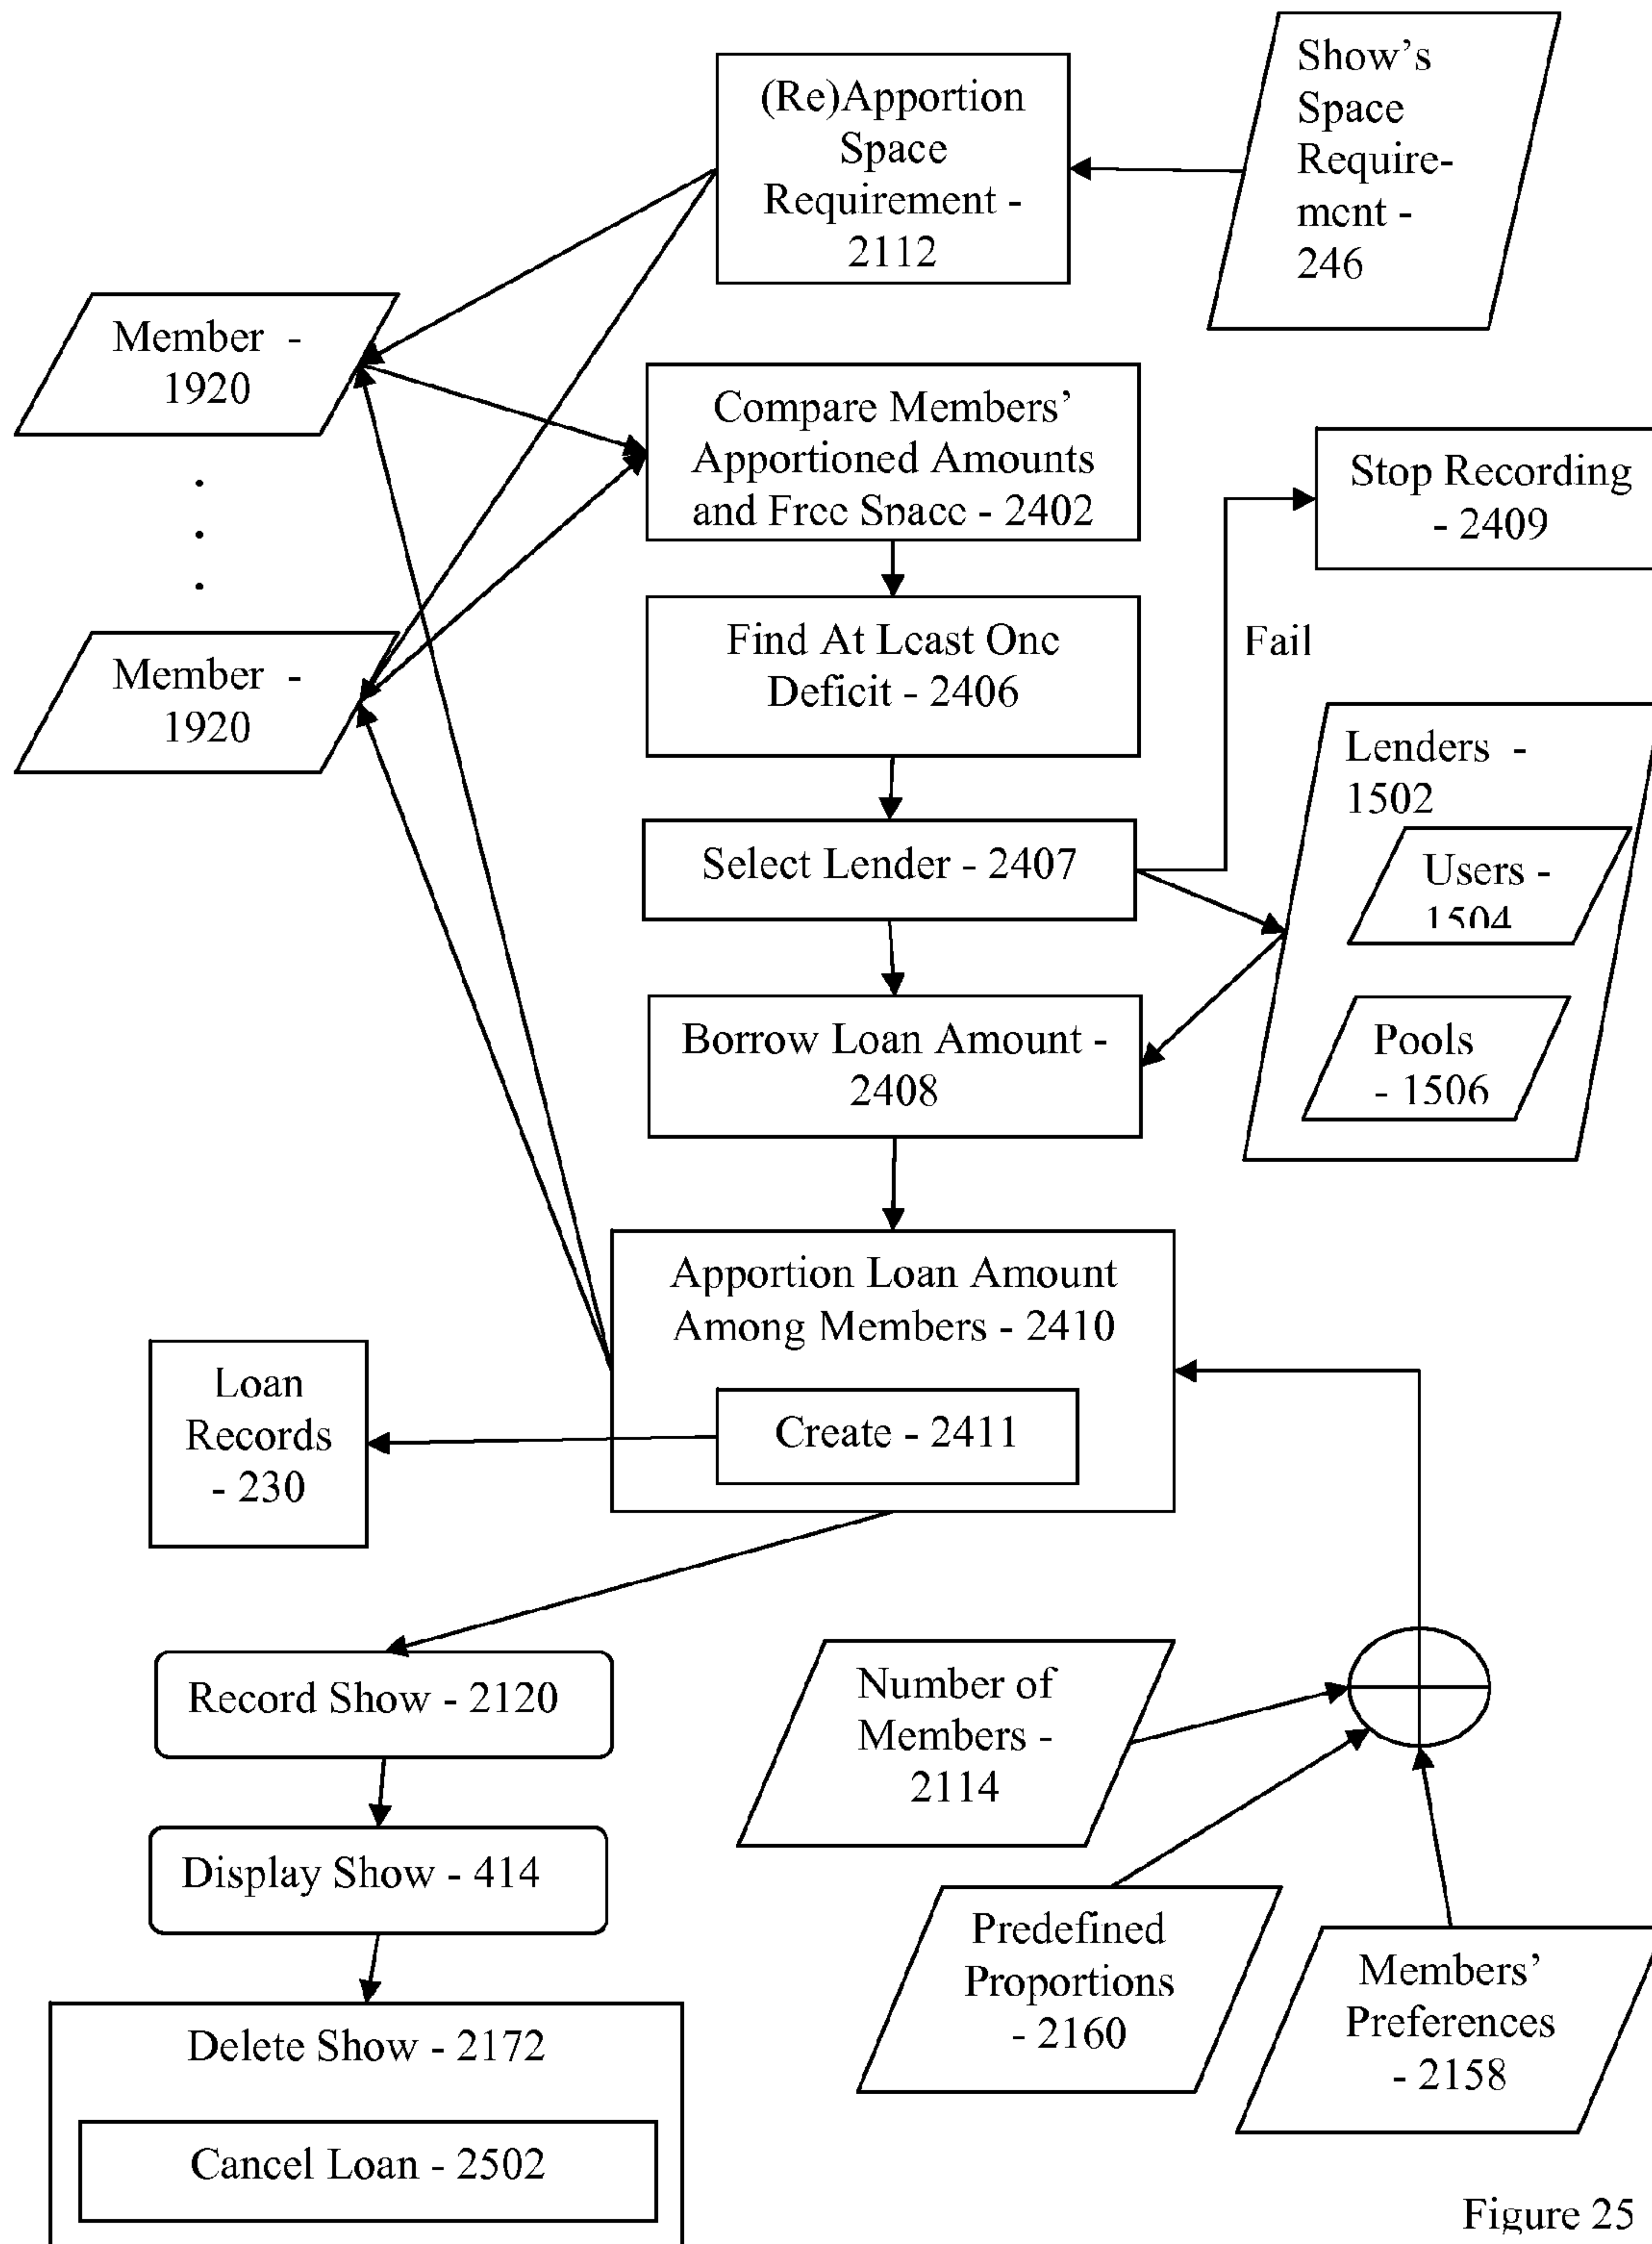 (Re)Apportion
Space
Requirement -
2112
Show's
Space
Require-
ment -
246
Member -
1920
Member -
1920
Compare Members'
Apportioned Amounts
and Free Space - 2402
Stop Recording
- 2409
Find At Least One
Deficit - 2406
Fail
Lenders -
1502
Users -
1504
Pools
- 1506
Select Lender - 2407
Borrow Loan Amount -
2408
Apportion Loan Amount
Among Members - 2410
Create - 2411
Loan
Records
- 230
Record Show - 2120
Display Show - 414
Delete Show - 2172
Cancel Loan - 2502
Number of
Members -
2114
Predefined
Proportions
- 2160
Members'
Preferences
- 2158
Figure 25